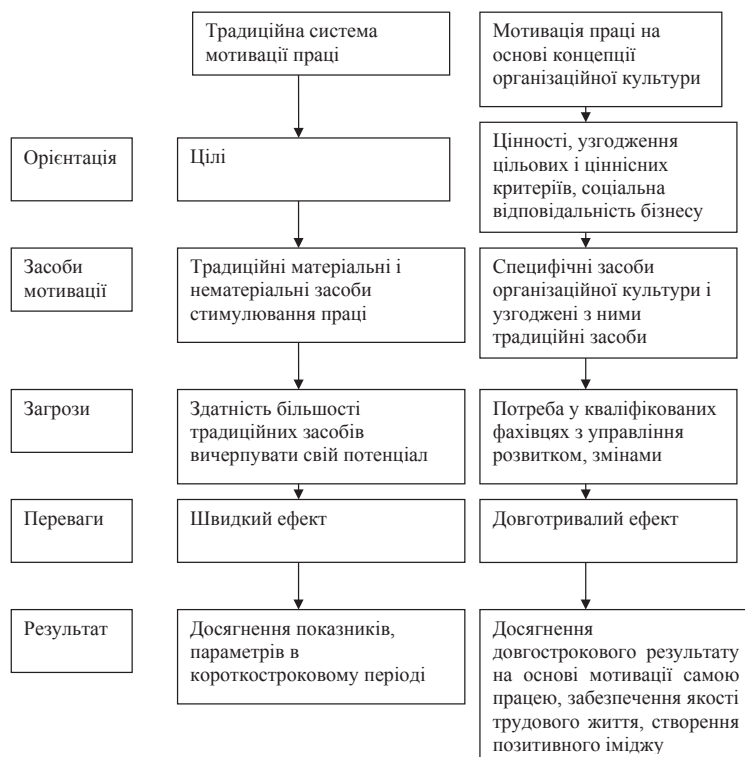 Традиційна система
мотивації праці
Мотивація праці на
основі концепції
організаційної культури
Орієнтація
Цілі
Цінності, узгодження
цільових і ціннісних
критеріїв, соціальна
відповідальність бізнесу
Засоби
мотивації
Традиційні матеріальні і
нематеріальні засоби
стимулювання праці
Специфічні засоби
організаційної культури і
узгоджені з ними
традиційні засоби
Загрози
Здатність більшості
традиційних засобів
вичерпувати свій потенціал
Потреба у кваліфікованих
фахівцях з управління
розвитком, змінами
Переваги
Швидкий ефект
Довготривалий ефект
Результат
Досягнення показників,
параметрів в
короткостроковому періоді
Досягнення
довгострокового результату
на основі мотивації самою
працею, забезпечення якості
трудового життя, створення
позитивного іміджу